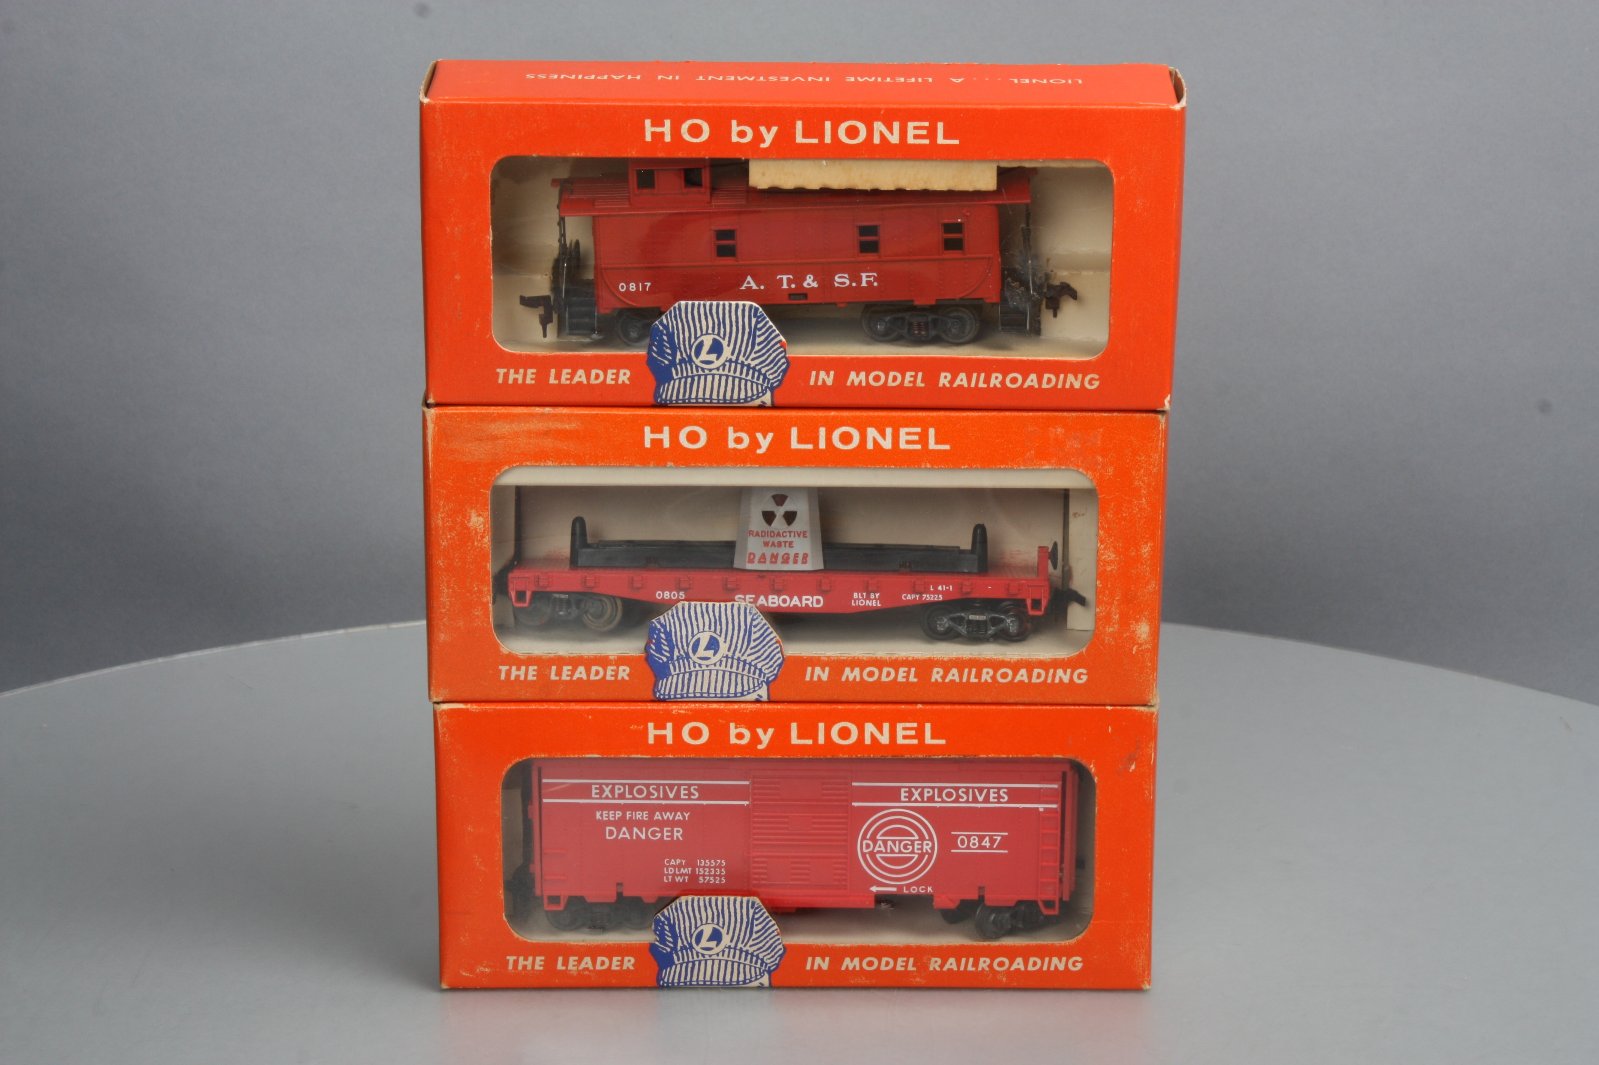 LIONEL . . . A LIFETIME INVESTMENT IN HAPPINESS
HO by LIONEL
0817 A. T. & S.F.
L
THE LEADER IN MODEL RAILROADING
HO by LIONEL
RADIOACTIVE
WASTE
DANGER
0805 SEABOARD
BLT BY
LIONEL
L 41-1
CAPY 75225
L
THE LEADER IN MODEL RAILROADING
HO by LIONEL
EXPLOSIVES
KEEP FIRE AWAY
DANGER
CAPY 135575
LD LMT 152335
LT WT 57525
EXPLOSIVES
DANGER
0847
LOCK
L
THE LEADER IN MODEL RAILROADING